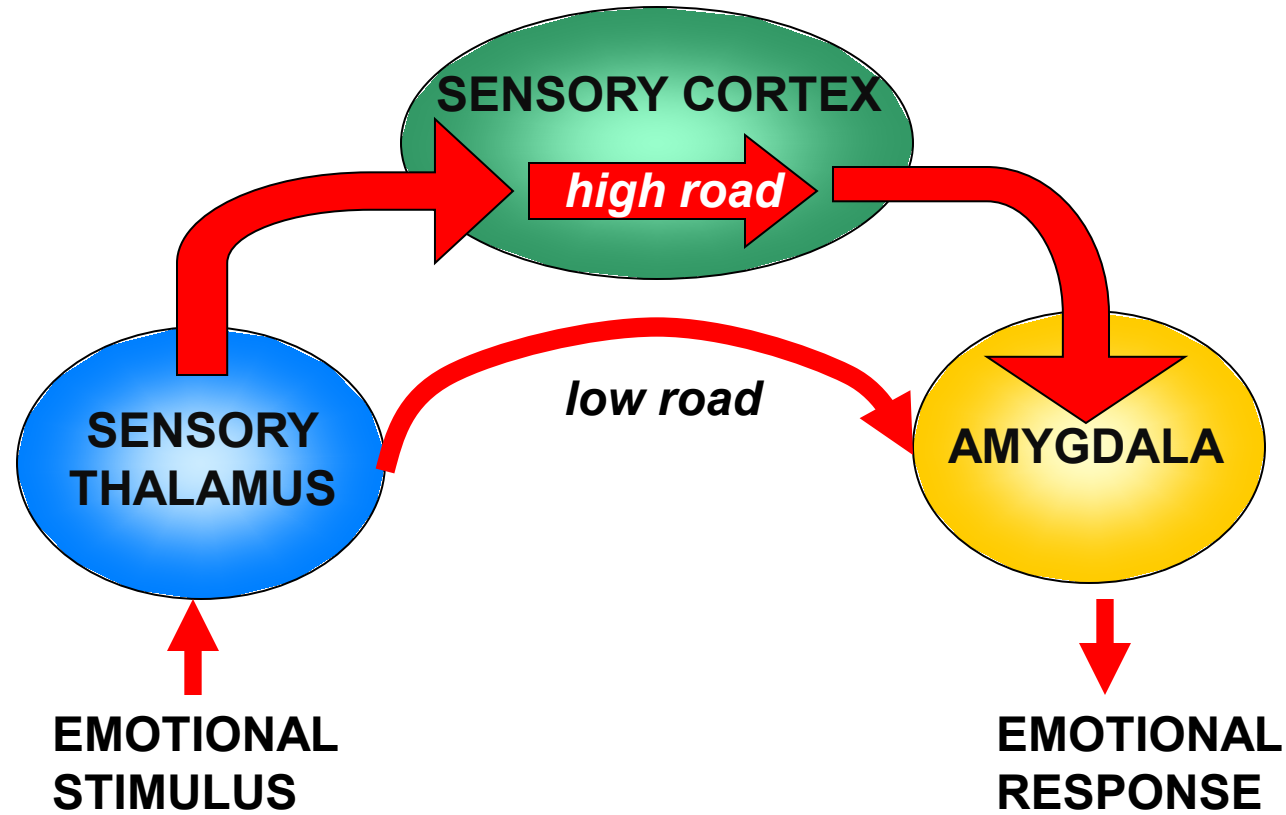 SENSORY CORTEX
high road
low road
SENSORY
THALAMUS
AMYGDALA
EMOTIONAL
STIMULUS
EMOTIONAL
RESPONSE